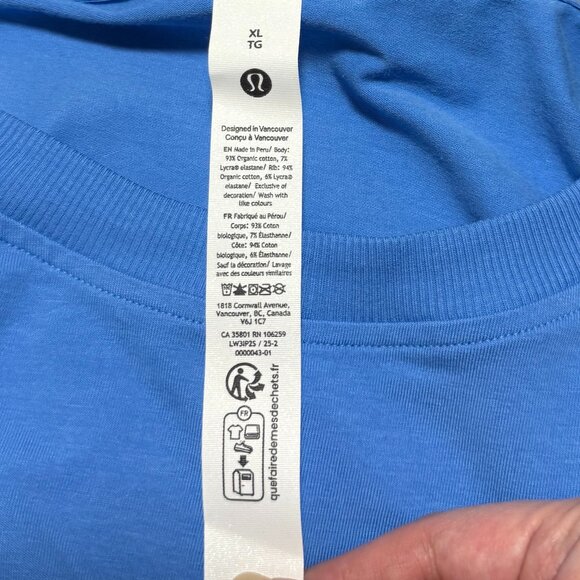 XL
TG
Designed in Vancouver
Conçu à Vancouver
EN Made in Peru/ Body:
93% Organic cotton, 7%
Lycra® elastane/ Rib: 94%
Organic cotton, 6% Lycra®
elastane/ Exclusive of
decoration/ Wash with
like colours
FR Fabriqué au Pérou/
Corps: 93% Coton
biologique, 7% Élasthanne/
Côte: 94% Coton
biologique, 6% Élasthanne/
Sauf la décoration/ Lavage
avec des couleurs similaires
1818 Cornwall Avenue,
Vancouver, BC, Canada
V6J 1C7
CA 35801 RN 106259
LW3IP2S / 25-2
0000043-01
FR
quefairedemesdechets.fr